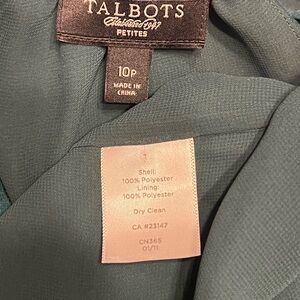 TALBOTS
Established 1947
PETITES
10P
MADE IN
CHINA
Shell:
100% Polyester
Lining:
100% Polyester
Dry Clean
CA #23147
CN365
01/11